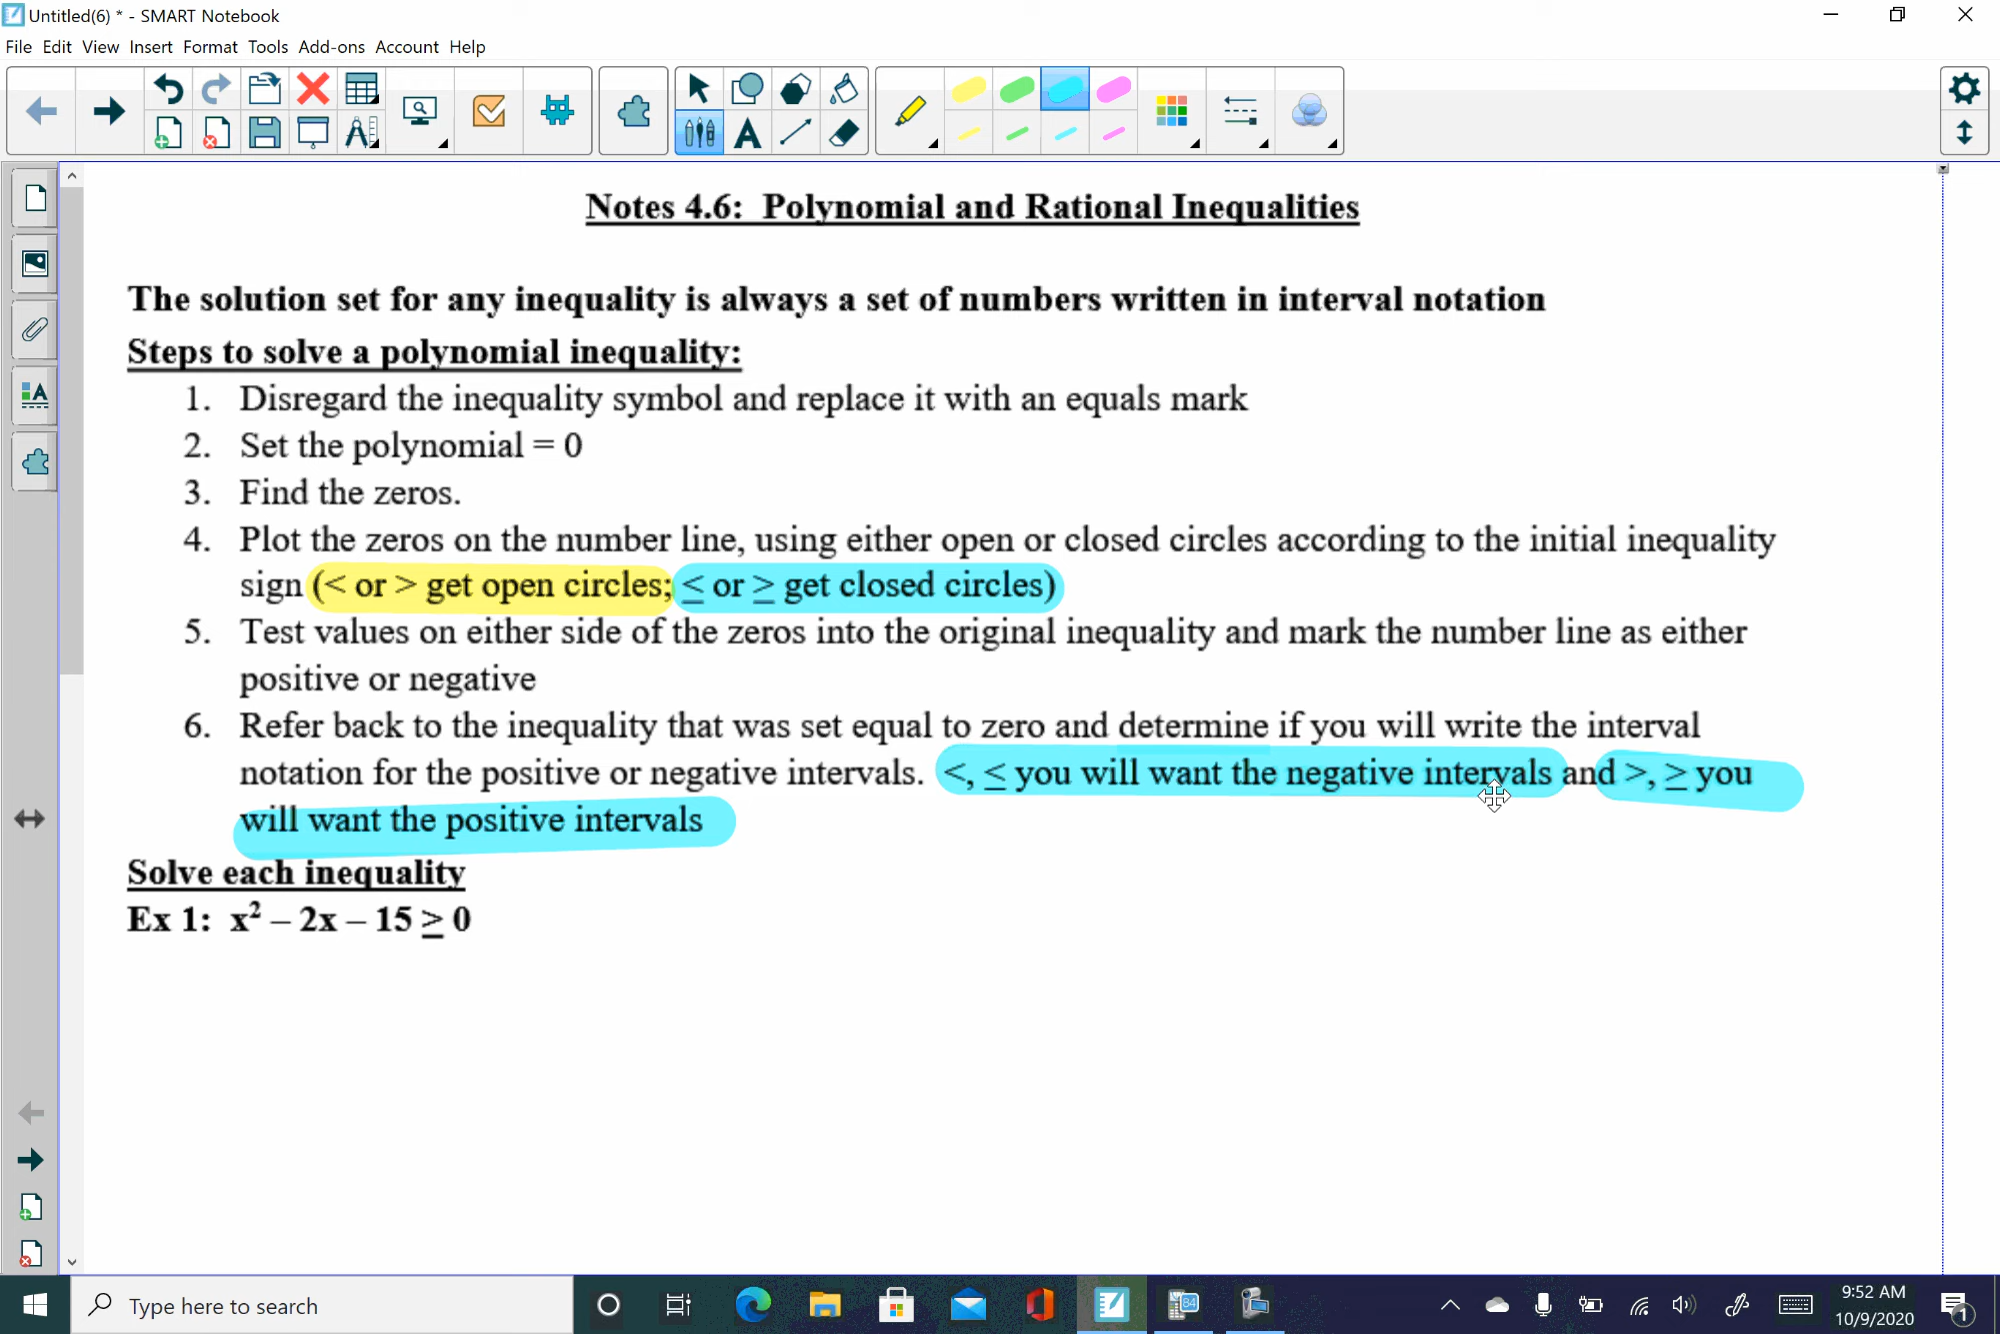 Untitled(6) * - SMART Notebook
File Edit View Insert Format Tools Add-ons Account Help
Notes 4.6: Polynomial and Rational Inequalities
The solution set for any inequality is always a set of numbers written in interval notation
Steps to solve a polynomial inequality:
1. Disregard the inequality symbol and replace it with an equals mark
2. Set the polynomial = 0
3. Find the zeros.
4. Plot the zeros on the number line, using either open or closed circles according to the initial inequality
sign (< or > get open circles; ≤ or ≥ get closed circles)
5. Test values on either side of the zeros into the original inequality and mark the number line as either
positive or negative
6. Refer back to the inequality that was set equal to zero and determine if you will write the interval
notation for the positive or negative intervals. <, ≤ you will want the negative intervals and >, ≥ you
will want the positive intervals
Solve each inequality
Ex 1: x² – 2x – 15 ≥ 0
Type here to search
84
9:52 AM
10/9/2020
1